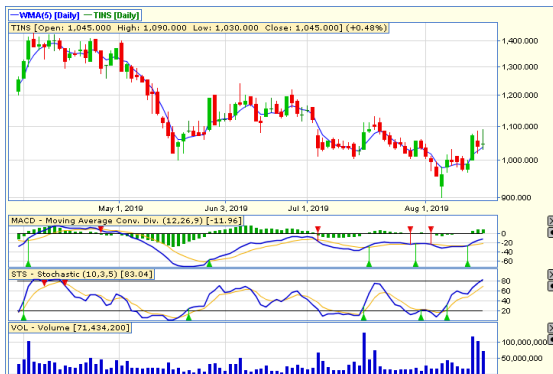 WMA(5) [Daily] TINS [Daily]
TINS [Open: 1,045.000 High: 1,090.000 Low: 1,030.000 Close: 1,045.000] (+0.48%)
1,400.000
1,300.000
1,200.000
1,100.000
1,000.000
900.000
May 1, 2019 Jun 3, 2019 Jul 1, 2019 Aug 1, 2019
MACD - Moving Average Conv. Div. (12,26,9) [-11.96]
0
-20
-40
-60
STS - Stochastic (10,3,5) [83.04]
80
60
40
20
VOL - Volume [71,434,200]
100,000,000
50,000,000